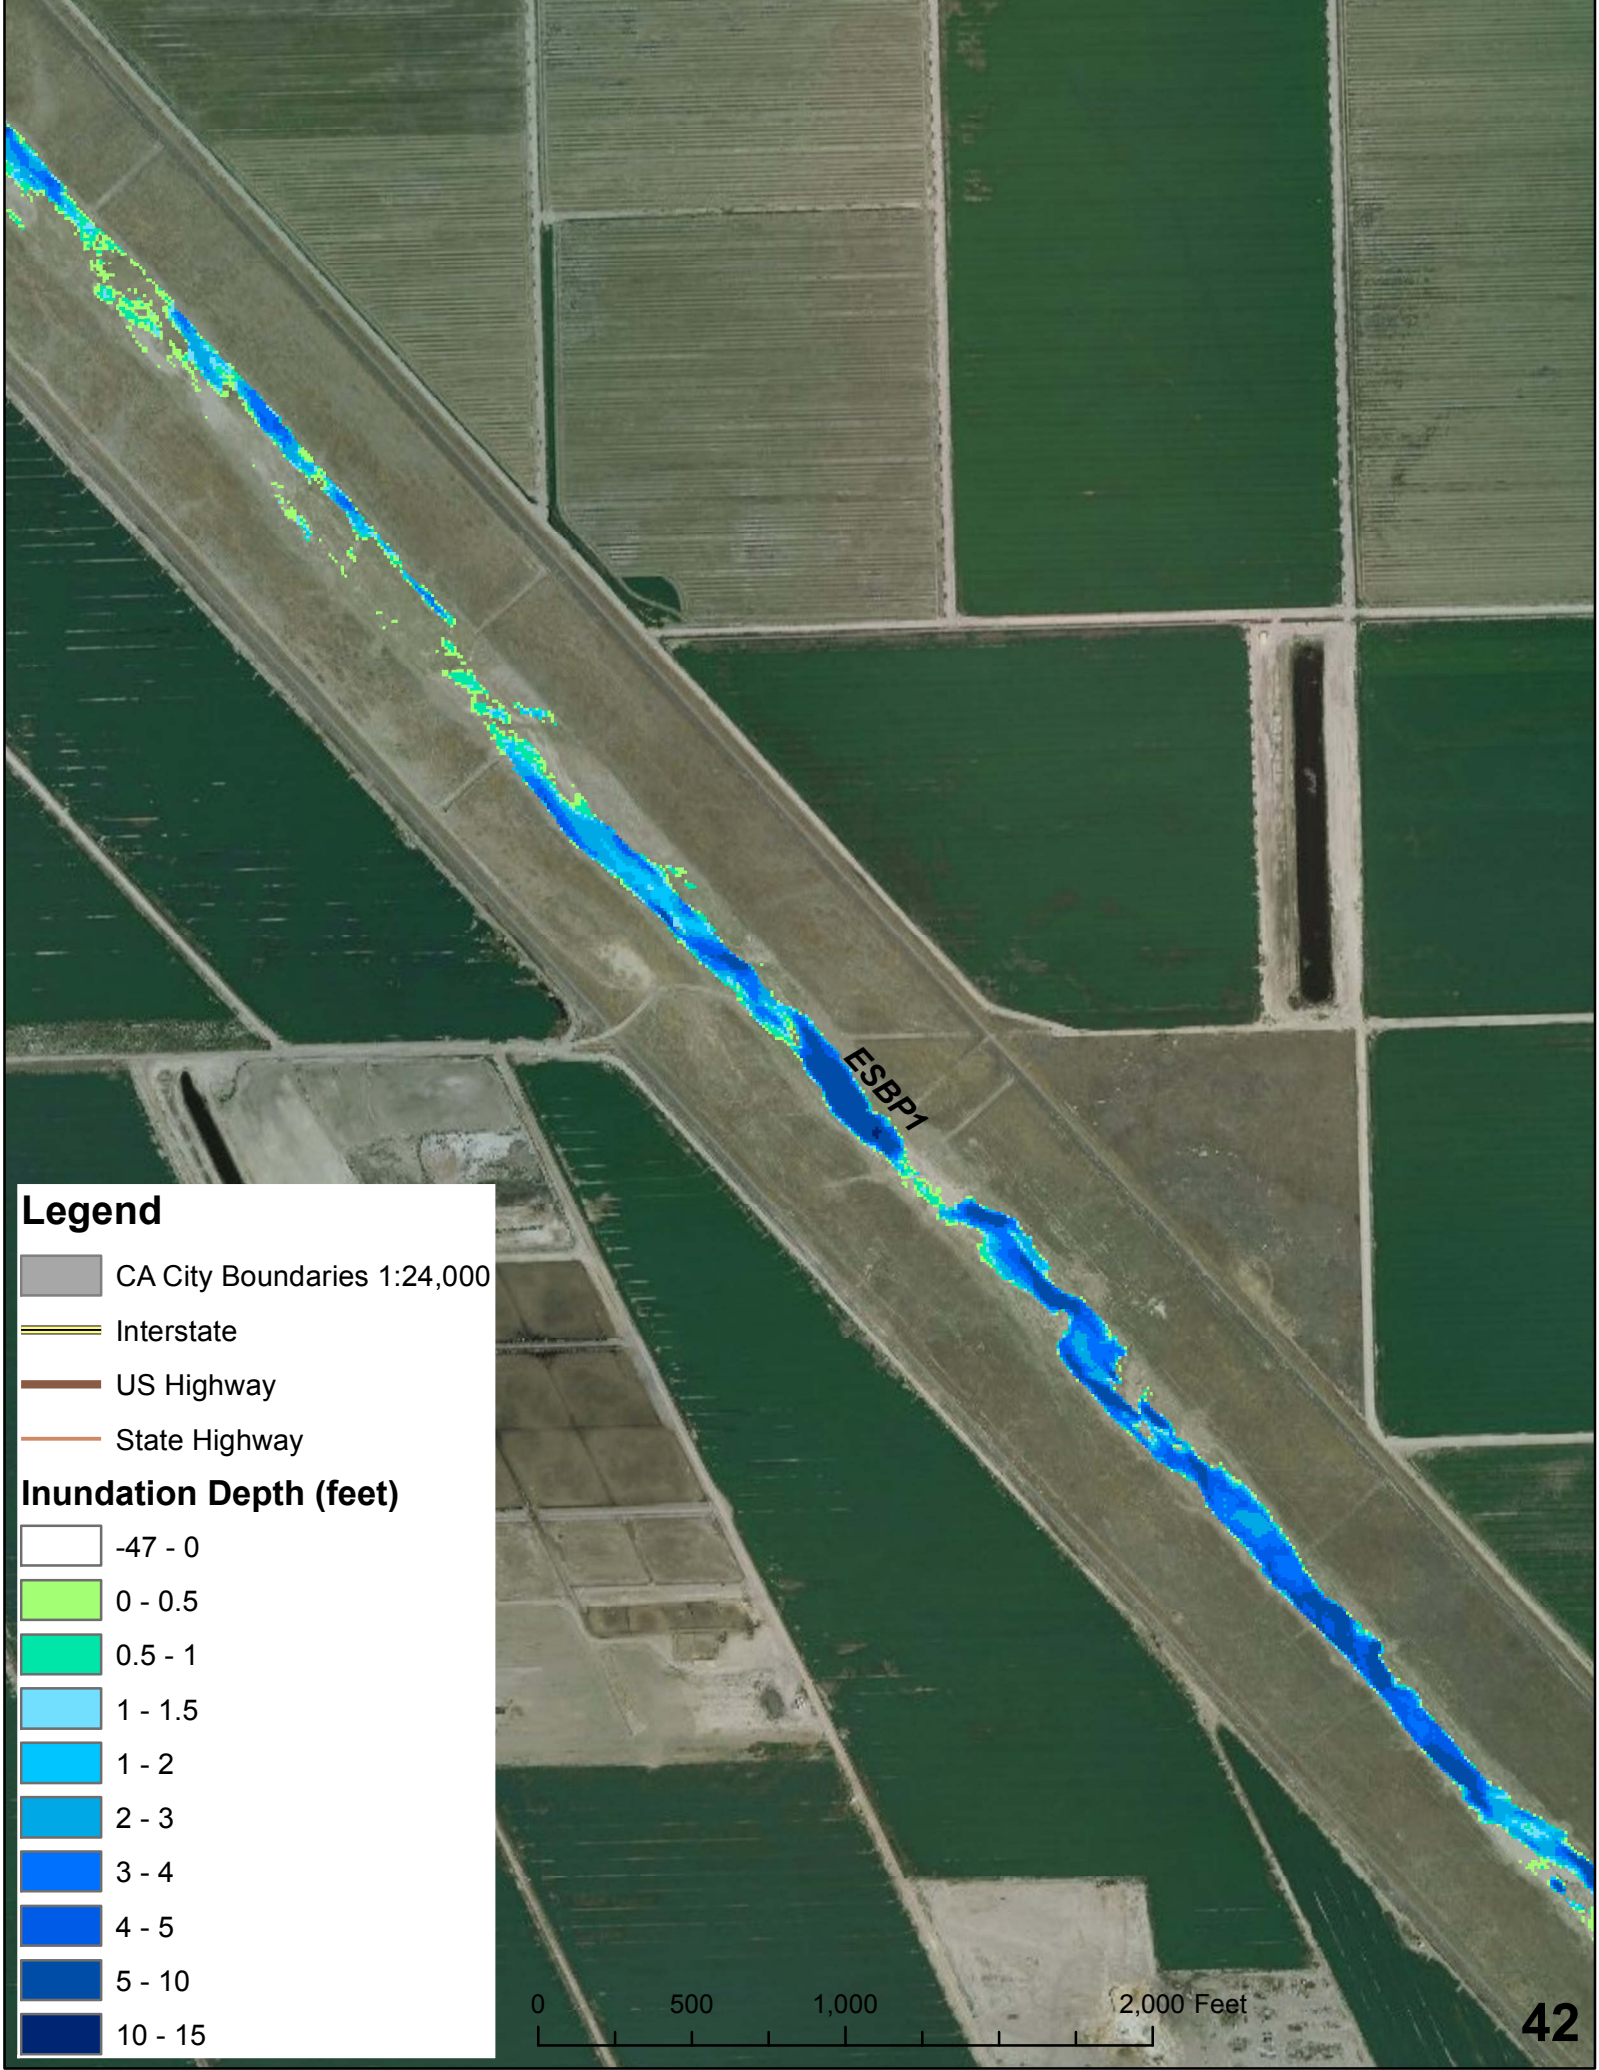 ESBP1
Legend
CA City Boundaries 1:24,000
Interstate
US Highway
State Highway
Inundation Depth (feet)
-47 - 0
0 - 0.5
0.5 - 1
1 - 1.5
1 - 2
2 - 3
3 - 4
4 - 5
5 - 10
10 - 15
0 500 1,000 2,000 Feet
42